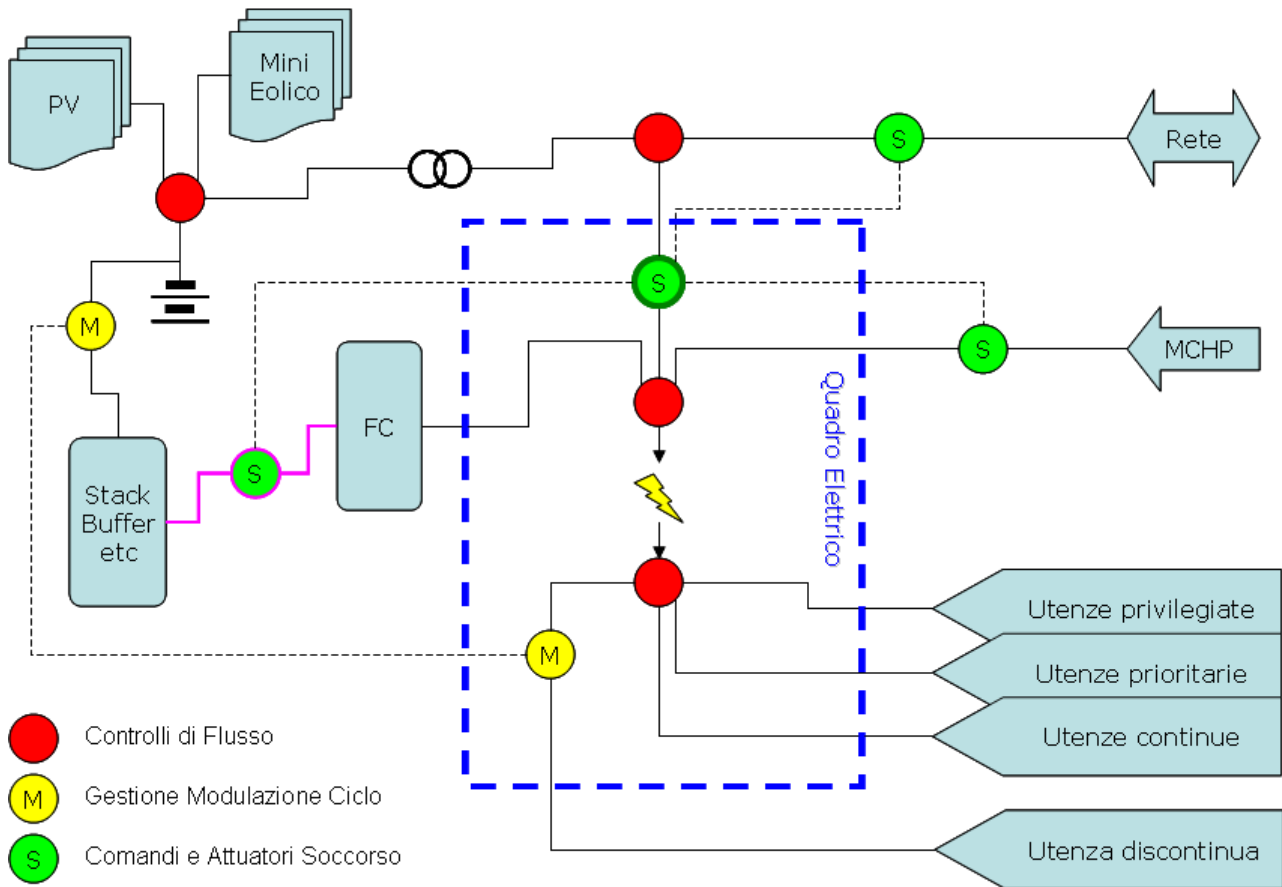 PV
Mini
Eolico
S
Rete
S
M
S
MCHP
FC
Quadro Elettrico
Stack
Buffer
etc
S
Utenze privilegiate
M
Utenze prioritarie
Controlli di Flusso
Utenze continue
M
Gestione Modulazione Ciclo
S
Comandi e Attuatori Soccorso
Utenza discontinua